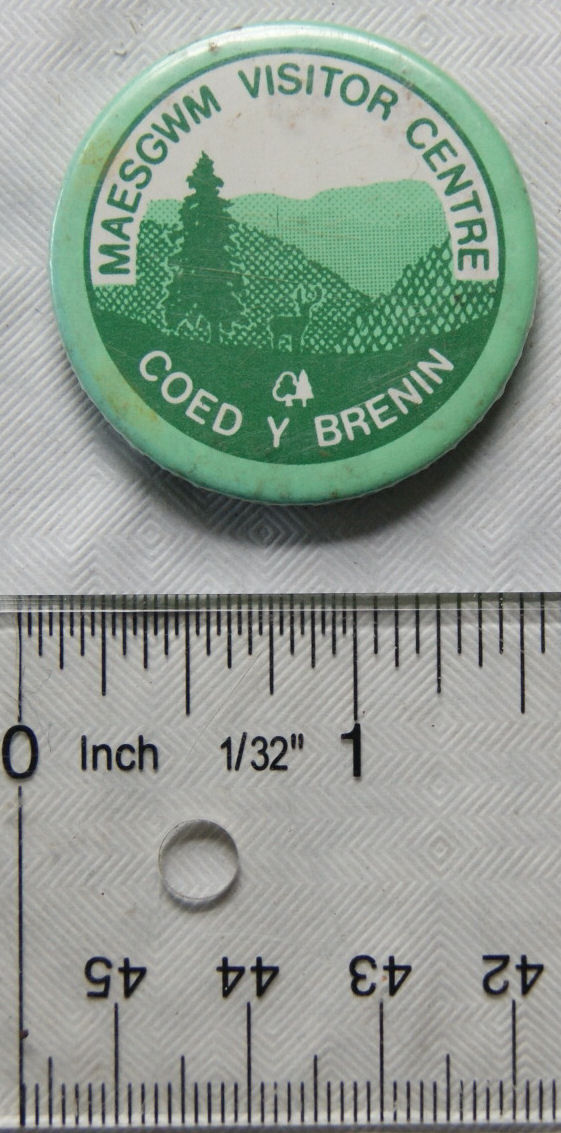 MAESGWM VISITOR CENTRE
COED Y BRENIN
0 Inch 1/32" 1
45 44 43 42